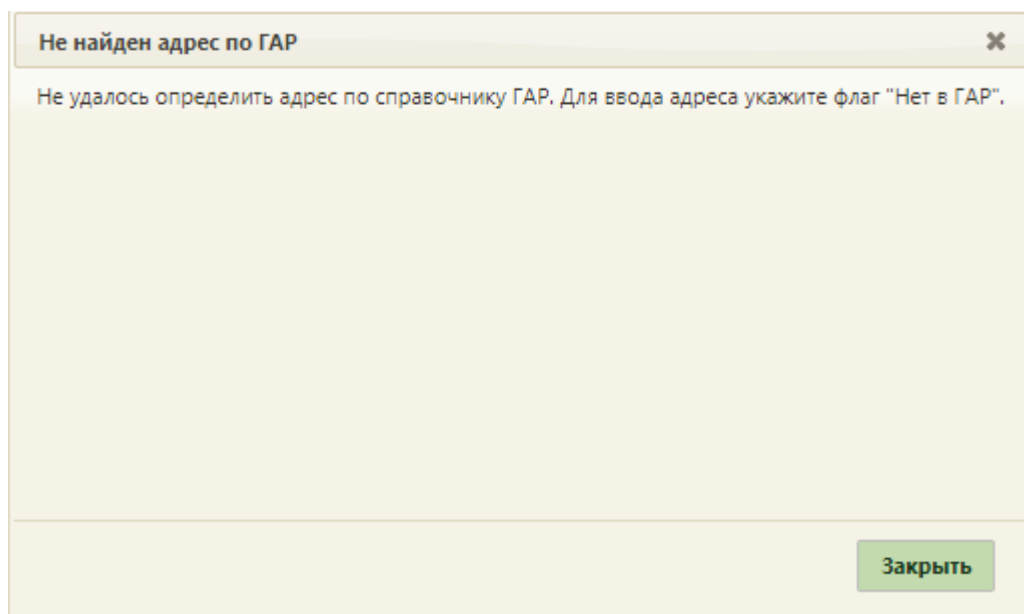 Не найден адрес по ГАР
Не удалось определить адрес по справочнику ГАР. Для ввода адреса укажите флаг "Нет в ГАР".
Закрыть